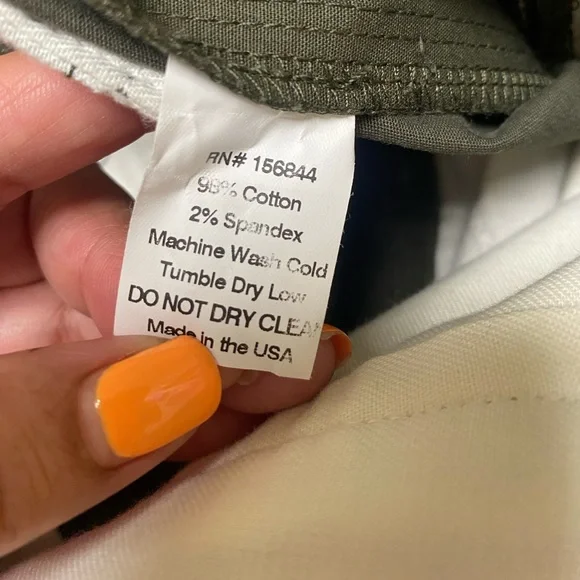 RN# 156844
98% Cotton
2% Spandex
Machine Wash Cold
Tumble Dry Low
DO NOT DRY CLEA
Made in the USA